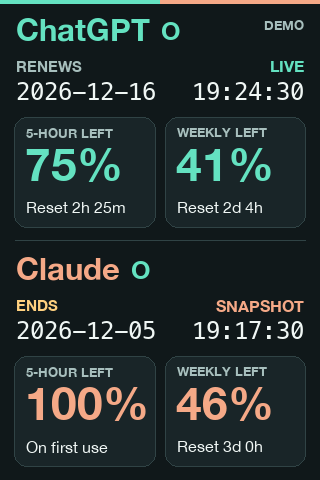 ChatGPT O DEMO
RENEWS LIVE
2026−12−16 19:24:30
5-HOUR LEFT WEEKLY LEFT
75% 41%
Reset 2h 25m Reset 2d 4h
Claude O
ENDS SNAPSHOT
2026−12−05 19:17:30
5-HOUR LEFT WEEKLY LEFT
100% 46%
On first use Reset 3d 0h